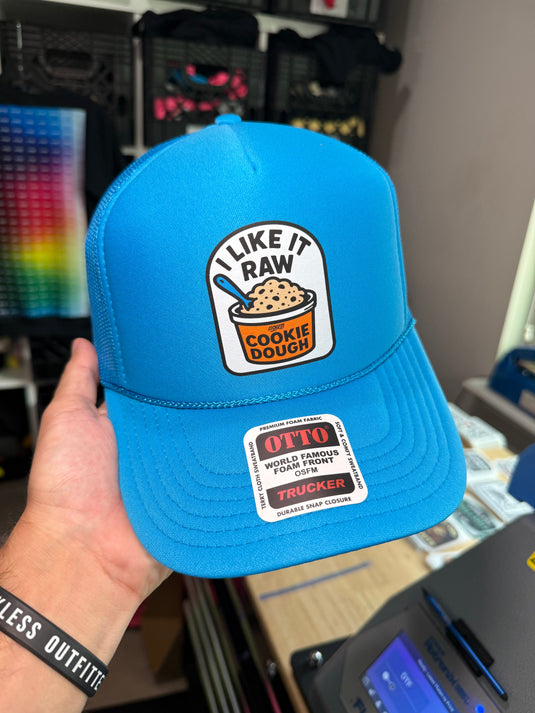 I LIKE IT
RAW
COOKIE
DOUGH
PREMIUM FOAM FABRIC
TERRY CLOTH SWEATBAND
SOFT & COMFY SWEATBAND
OTTO
WORLD FAMOUS
FOAM FRONT
OSFM
TRUCKER
DURABLE SNAP CLOSURE
KLESS OUTFITTE